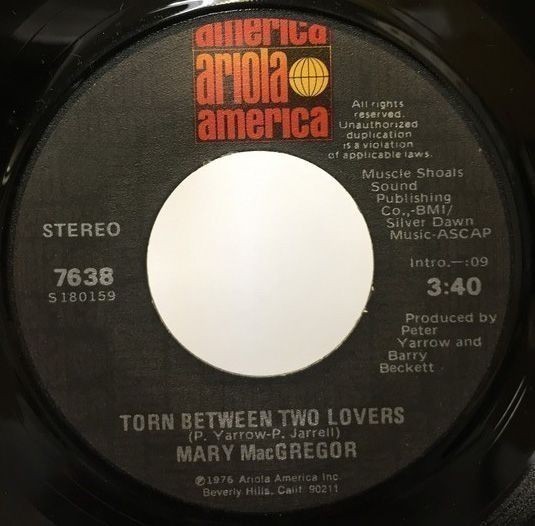 america
ariola
america
All rights
reserved.
Unauthorized
duplication
is a violation
of applicable laws.
Muscle Shoals
Sound
Publishing
Co.,-BMI/
Silver Dawn
Music-ASCAP
STEREO
Intro.—:09
7638
S180159
3:40
Produced by
Peter
Yarrow and
Barry
Beckett
TORN BETWEEN TWO LOVERS
(P. Yarrow-P. Jarrell)
MARY MacGREGOR
℗1976 Ariola America Inc.
Beverly Hills, Calif. 90211